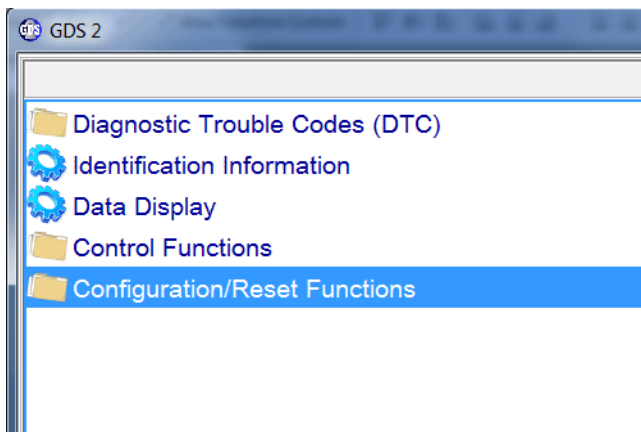 GDS 2
Diagnostic Trouble Codes (DTC)
Identification Information
Data Display
Control Functions
Configuration/Reset Functions